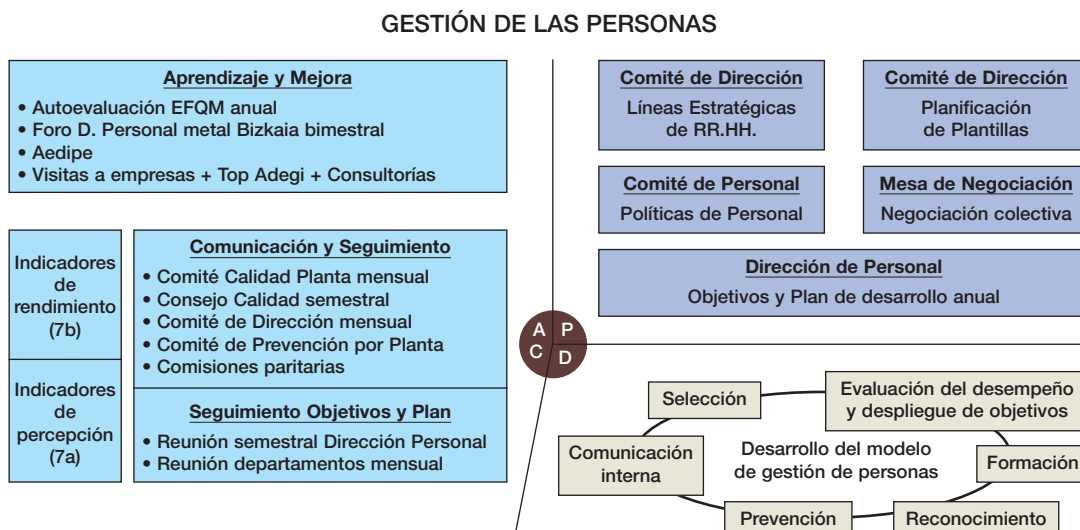 GESTIÓN DE LAS PERSONAS
Aprendizaje y Mejora
• Autoevaluación EFQM anual
• Foro D. Personal metal Bizkaia bimestral
• Aedipe
• Visitas a empresas + Top Adegi + Consultorías
Comité de Dirección
Líneas Estratégicas
de RR.HH.
Comité de Dirección
Planificación
de Plantillas
Comité de Personal
Políticas de Personal
Mesa de Negociación
Negociación colectiva
Dirección de Personal
Objetivos y Plan de desarrollo anual
Indicadores
de
rendimiento
(7b)
Indicadores
de
percepción
(7a)
Comunicación y Seguimiento
• Comité Calidad Planta mensual
• Consejo Calidad semestral
• Comité de Dirección mensual
• Comité de Prevención por Planta
• Comisiones paritarias
Seguimiento Objetivos y Plan
• Reunión semestral Dirección Personal
• Reunión departamentos mensual
A P
C D
Selección
Evaluación del desempeño
y despliegue de objetivos
Comunicación
interna
Desarrollo del modelo
de gestión de personas
Formación
Prevención
Reconocimiento